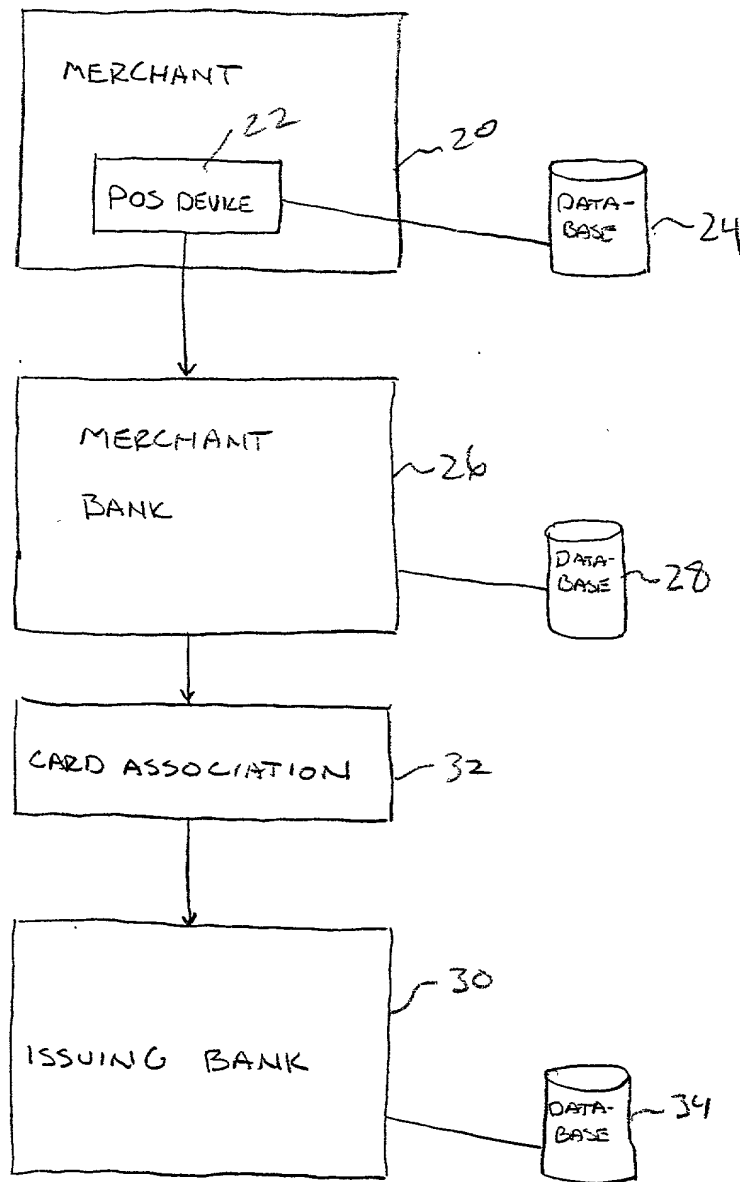 MERCHANT
22
20
POS DEVICE
DATA-
BASE
24
MERCHANT
BANK
26
DATA-
BASE
28
CARD ASSOCIATION
32
30
ISSUING BANK
DATA-
BASE
34